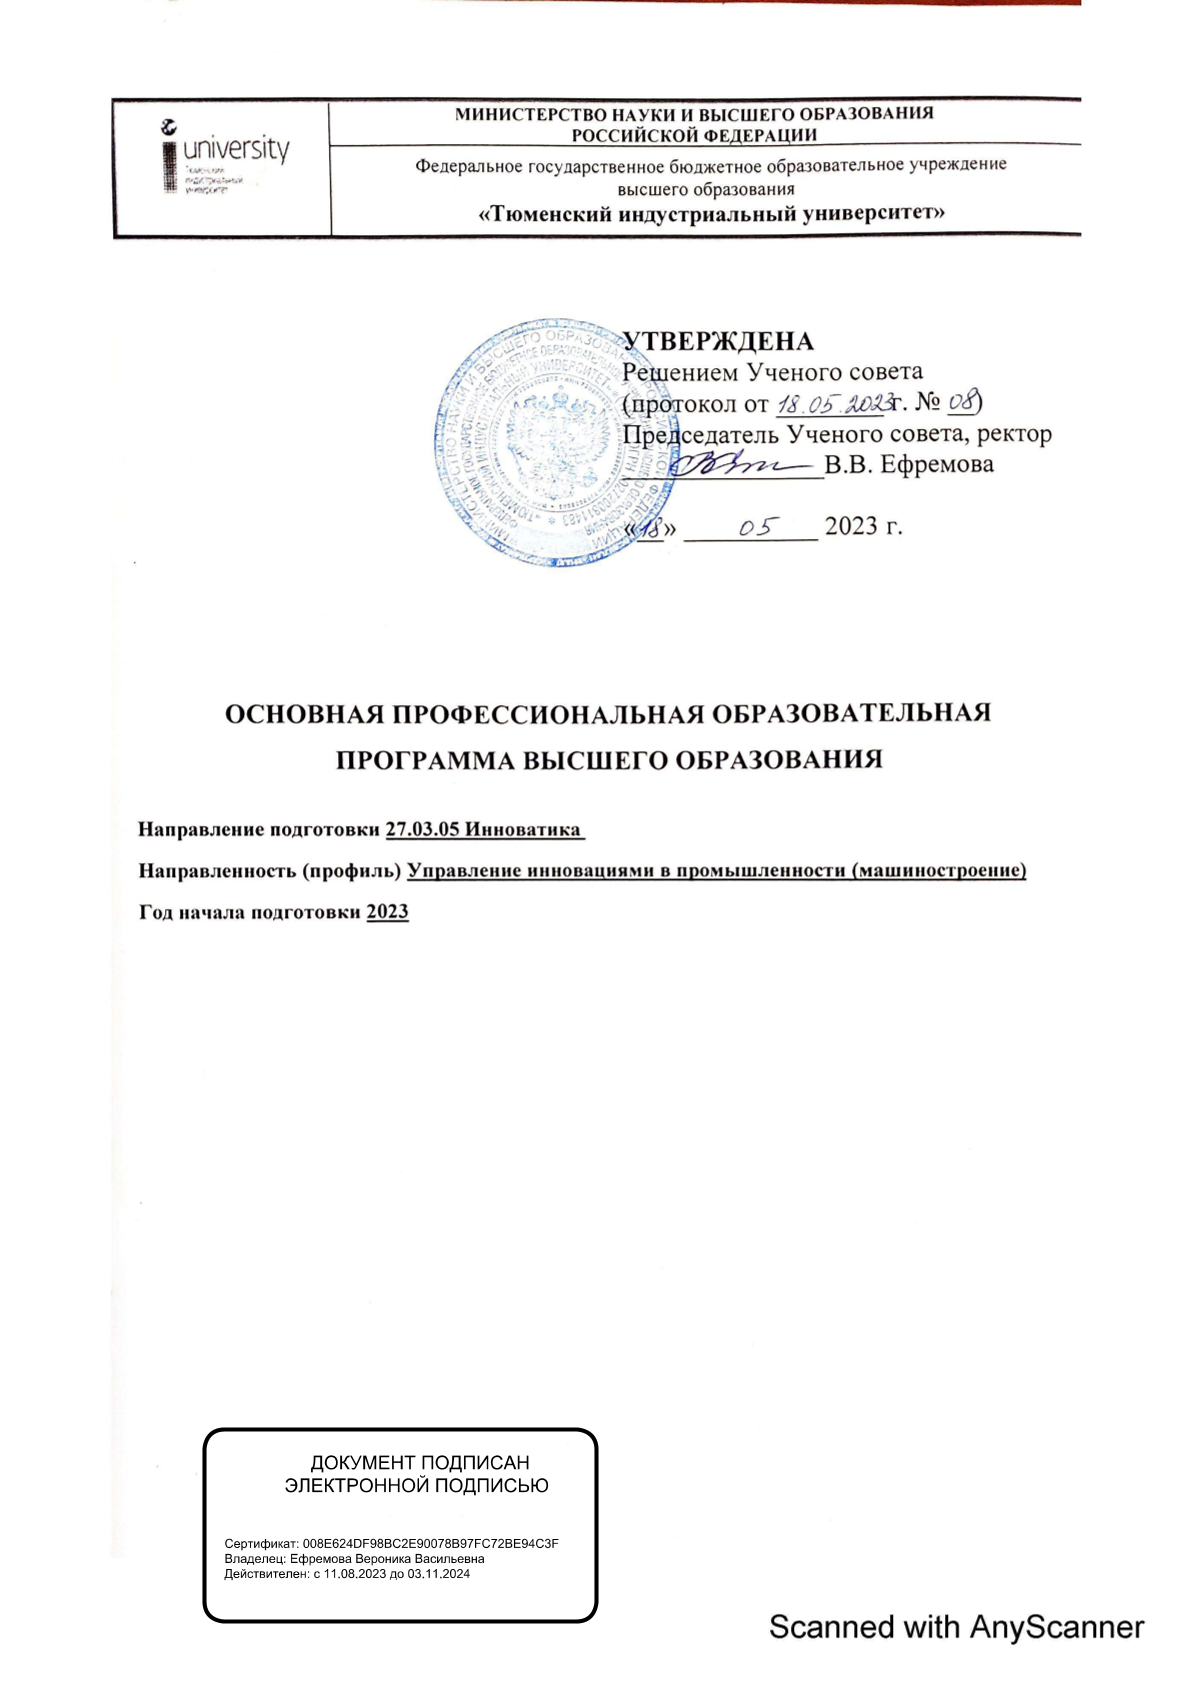 university
Тюменский
индустриальный
университет
МИНИСТЕРСТВО НАУКИ И ВЫСШЕГО ОБРАЗОВАНИЯ
РОССИЙСКОЙ ФЕДЕРАЦИИ
Федеральное государственное бюджетное образовательное учреждение
высшего образования
«Тюменский индустриальный университет»
УТВЕРЖДЕНА
Решением Ученого совета
(протокол от 18.05.2023г. № 08)
Председатель Ученого совета, ректор
В.В. Ефремова
«18» 05 2023 г.
ОСНОВНАЯ ПРОФЕССИОНАЛЬНАЯ ОБРАЗОВАТЕЛЬНАЯ
ПРОГРАММА ВЫСШЕГО ОБРАЗОВАНИЯ
Направление подготовки 27.03.05 Инноватика
Направленность (профиль) Управление инновациями в промышленности (машиностроение)
Год начала подготовки 2023
ДОКУМЕНТ ПОДПИСАН
ЭЛЕКТРОННОЙ ПОДПИСЬЮ
Сертификат: 008E624DF98BC2E90078B97FC72BE94C3F
Владелец: Ефремова Вероника Васильевна
Действителен: с 11.08.2023 до 03.11.2024
Scanned with AnyScanner